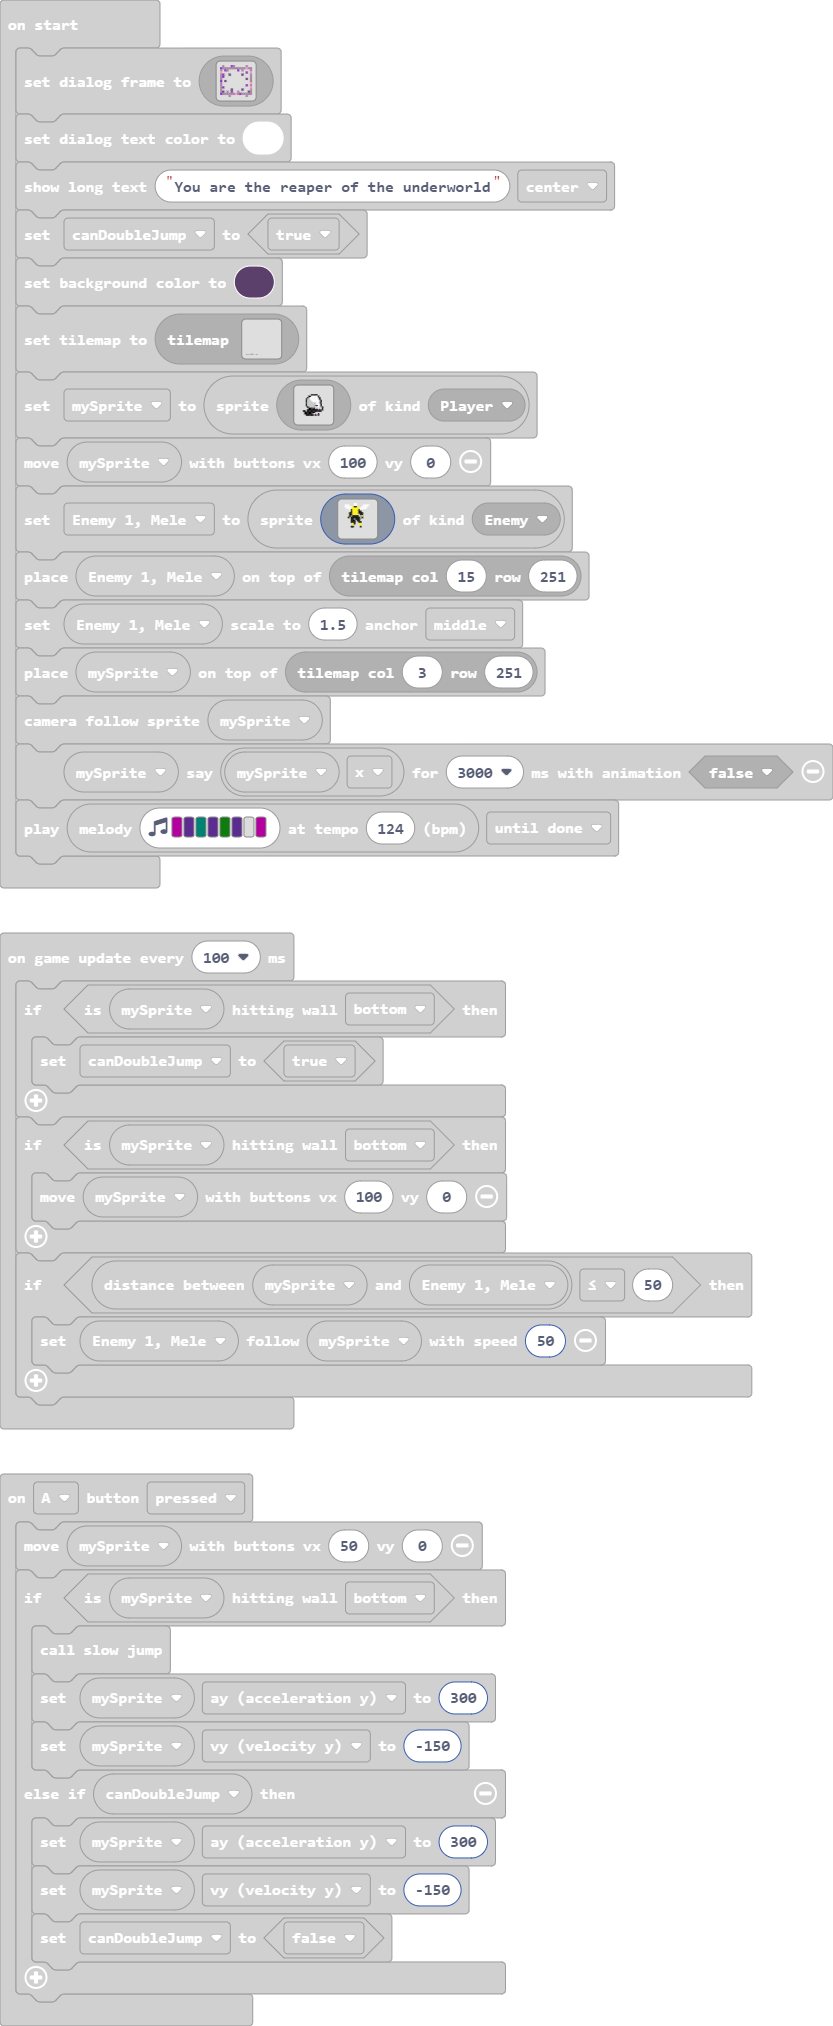 on start
set dialog frame to
set dialog text color to
show long text "You are the reaper of the underworld" center
set canDoubleJump to true
set background color to
set tilemap to tilemap
set mySprite to sprite of kind Player
move mySprite with buttons vx 100 vy 0
set Enemy 1, Mele to sprite of kind Enemy
place Enemy 1, Mele on top of tilemap col 15 row 251
set Enemy 1, Mele scale to 1.5 anchor middle
place mySprite on top of tilemap col 3 row 251
camera follow sprite mySprite
mySprite say mySprite x for 3000 ms with animation false
play melody at tempo 124 (bpm) until done
on game update every 100 ms
if is mySprite hitting wall bottom then
set canDoubleJump to true
if is mySprite hitting wall bottom then
move mySprite with buttons vx 100 vy 0
if distance between mySprite and Enemy 1, Mele ≤ 50 then
set Enemy 1, Mele follow mySprite with speed 50
on A button pressed
move mySprite with buttons vx 50 vy 0
if is mySprite hitting wall bottom then
call slow jump
set mySprite ay (acceleration y) to 300
set mySprite vy (velocity y) to -150
else if canDoubleJump then
set mySprite ay (acceleration y) to 300
set mySprite vy (velocity y) to -150
set canDoubleJump to false